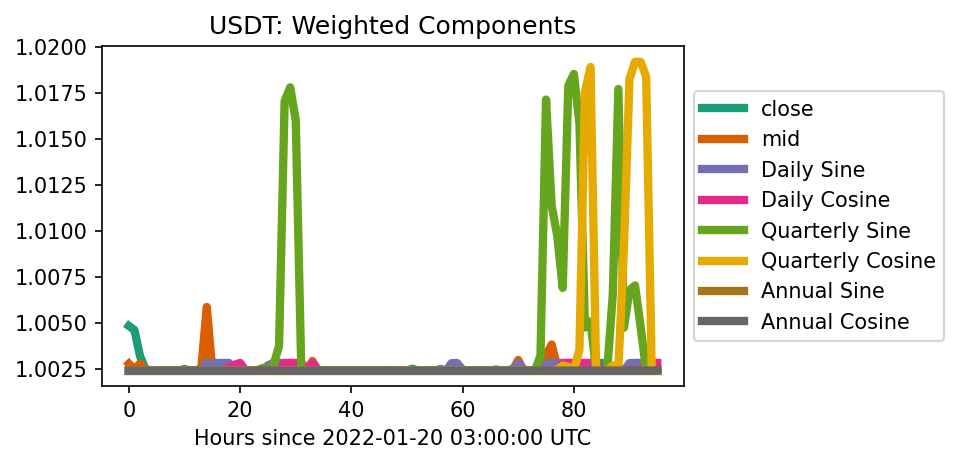 USDT: Weighted Components
1.0200
1.0175
1.0150
1.0125
1.0100
1.0075
1.0050
1.0025
0 20 40 60 80
Hours since 2022-01-20 03:00:00 UTC
close
mid
Daily Sine
Daily Cosine
Quarterly Sine
Quarterly Cosine
Annual Sine
Annual Cosine